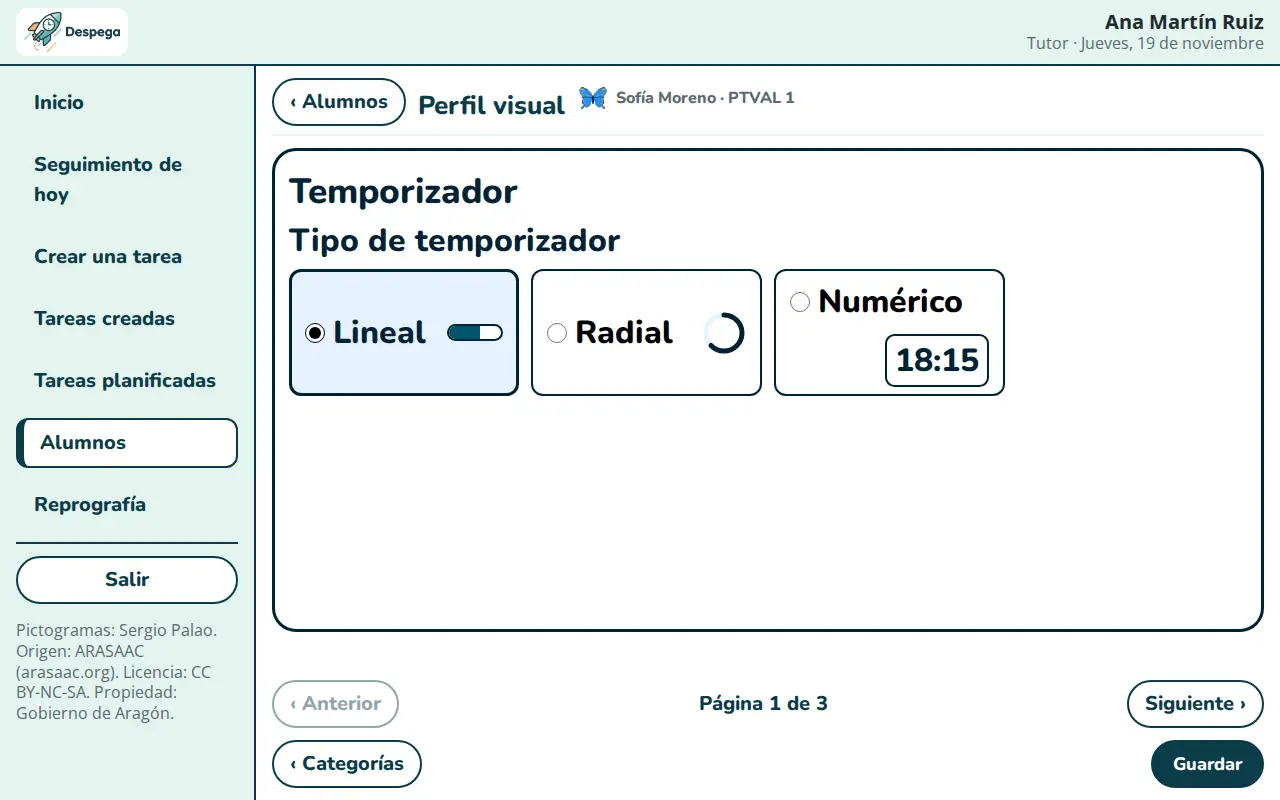 Despega
Ana Martín Ruiz
Tutor · Jueves, 19 de noviembre
Inicio
Seguimiento de
hoy
Crear una tarea
Tareas creadas
Tareas planificadas
Alumnos
Reprografía
Salir
Pictogramas: Sergio Palao.
Origen: ARASAAC
(arasaac.org). Licencia: CC
BY-NC-SA. Propiedad:
Gobierno de Aragón.
‹ Alumnos
Perfil visual
Sofía Moreno · PTVAL 1
Temporizador
Tipo de temporizador
Lineal
Radial
Numérico
18:15
‹ Anterior
Página 1 de 3
Siguiente ›
‹ Categorías
Guardar